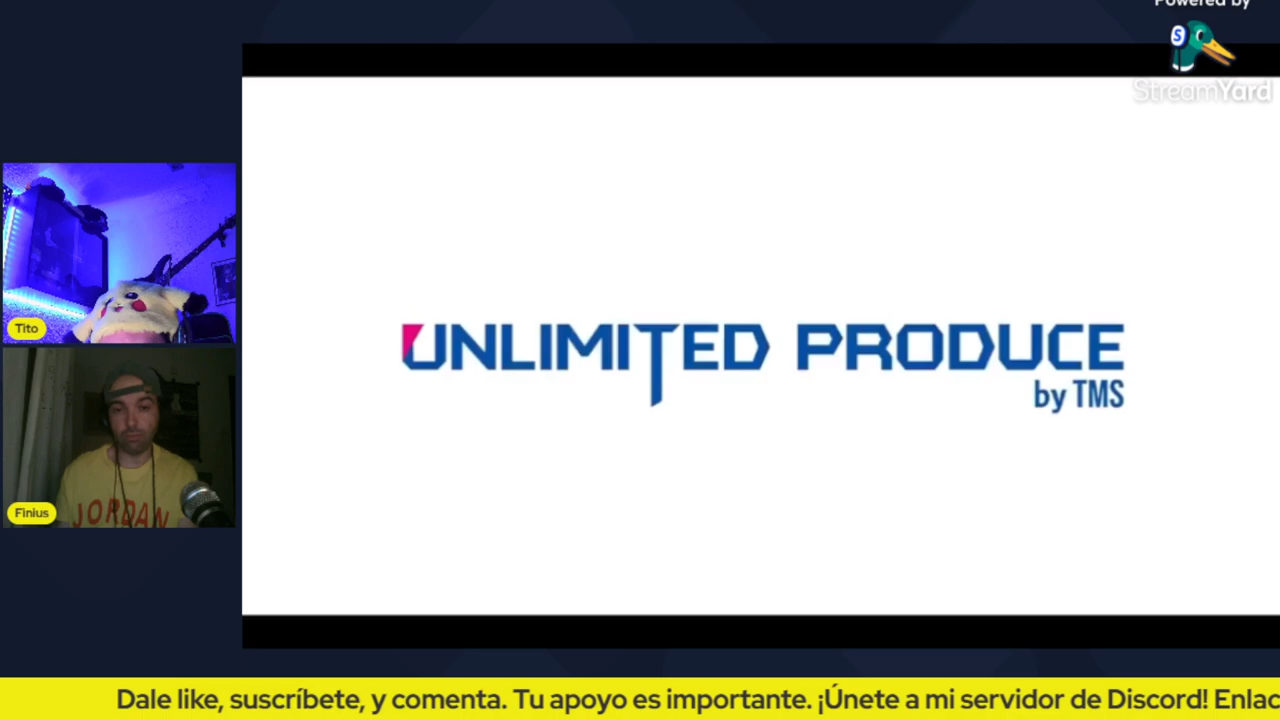 Powered by
S
StreamYard
Tito
UNLIMITED PRODUCE
by TMS
JORDAN
Finius
Dale like, suscríbete, y comenta. Tu apoyo es importante. ¡Únete a mi servidor de Discord! Enlac